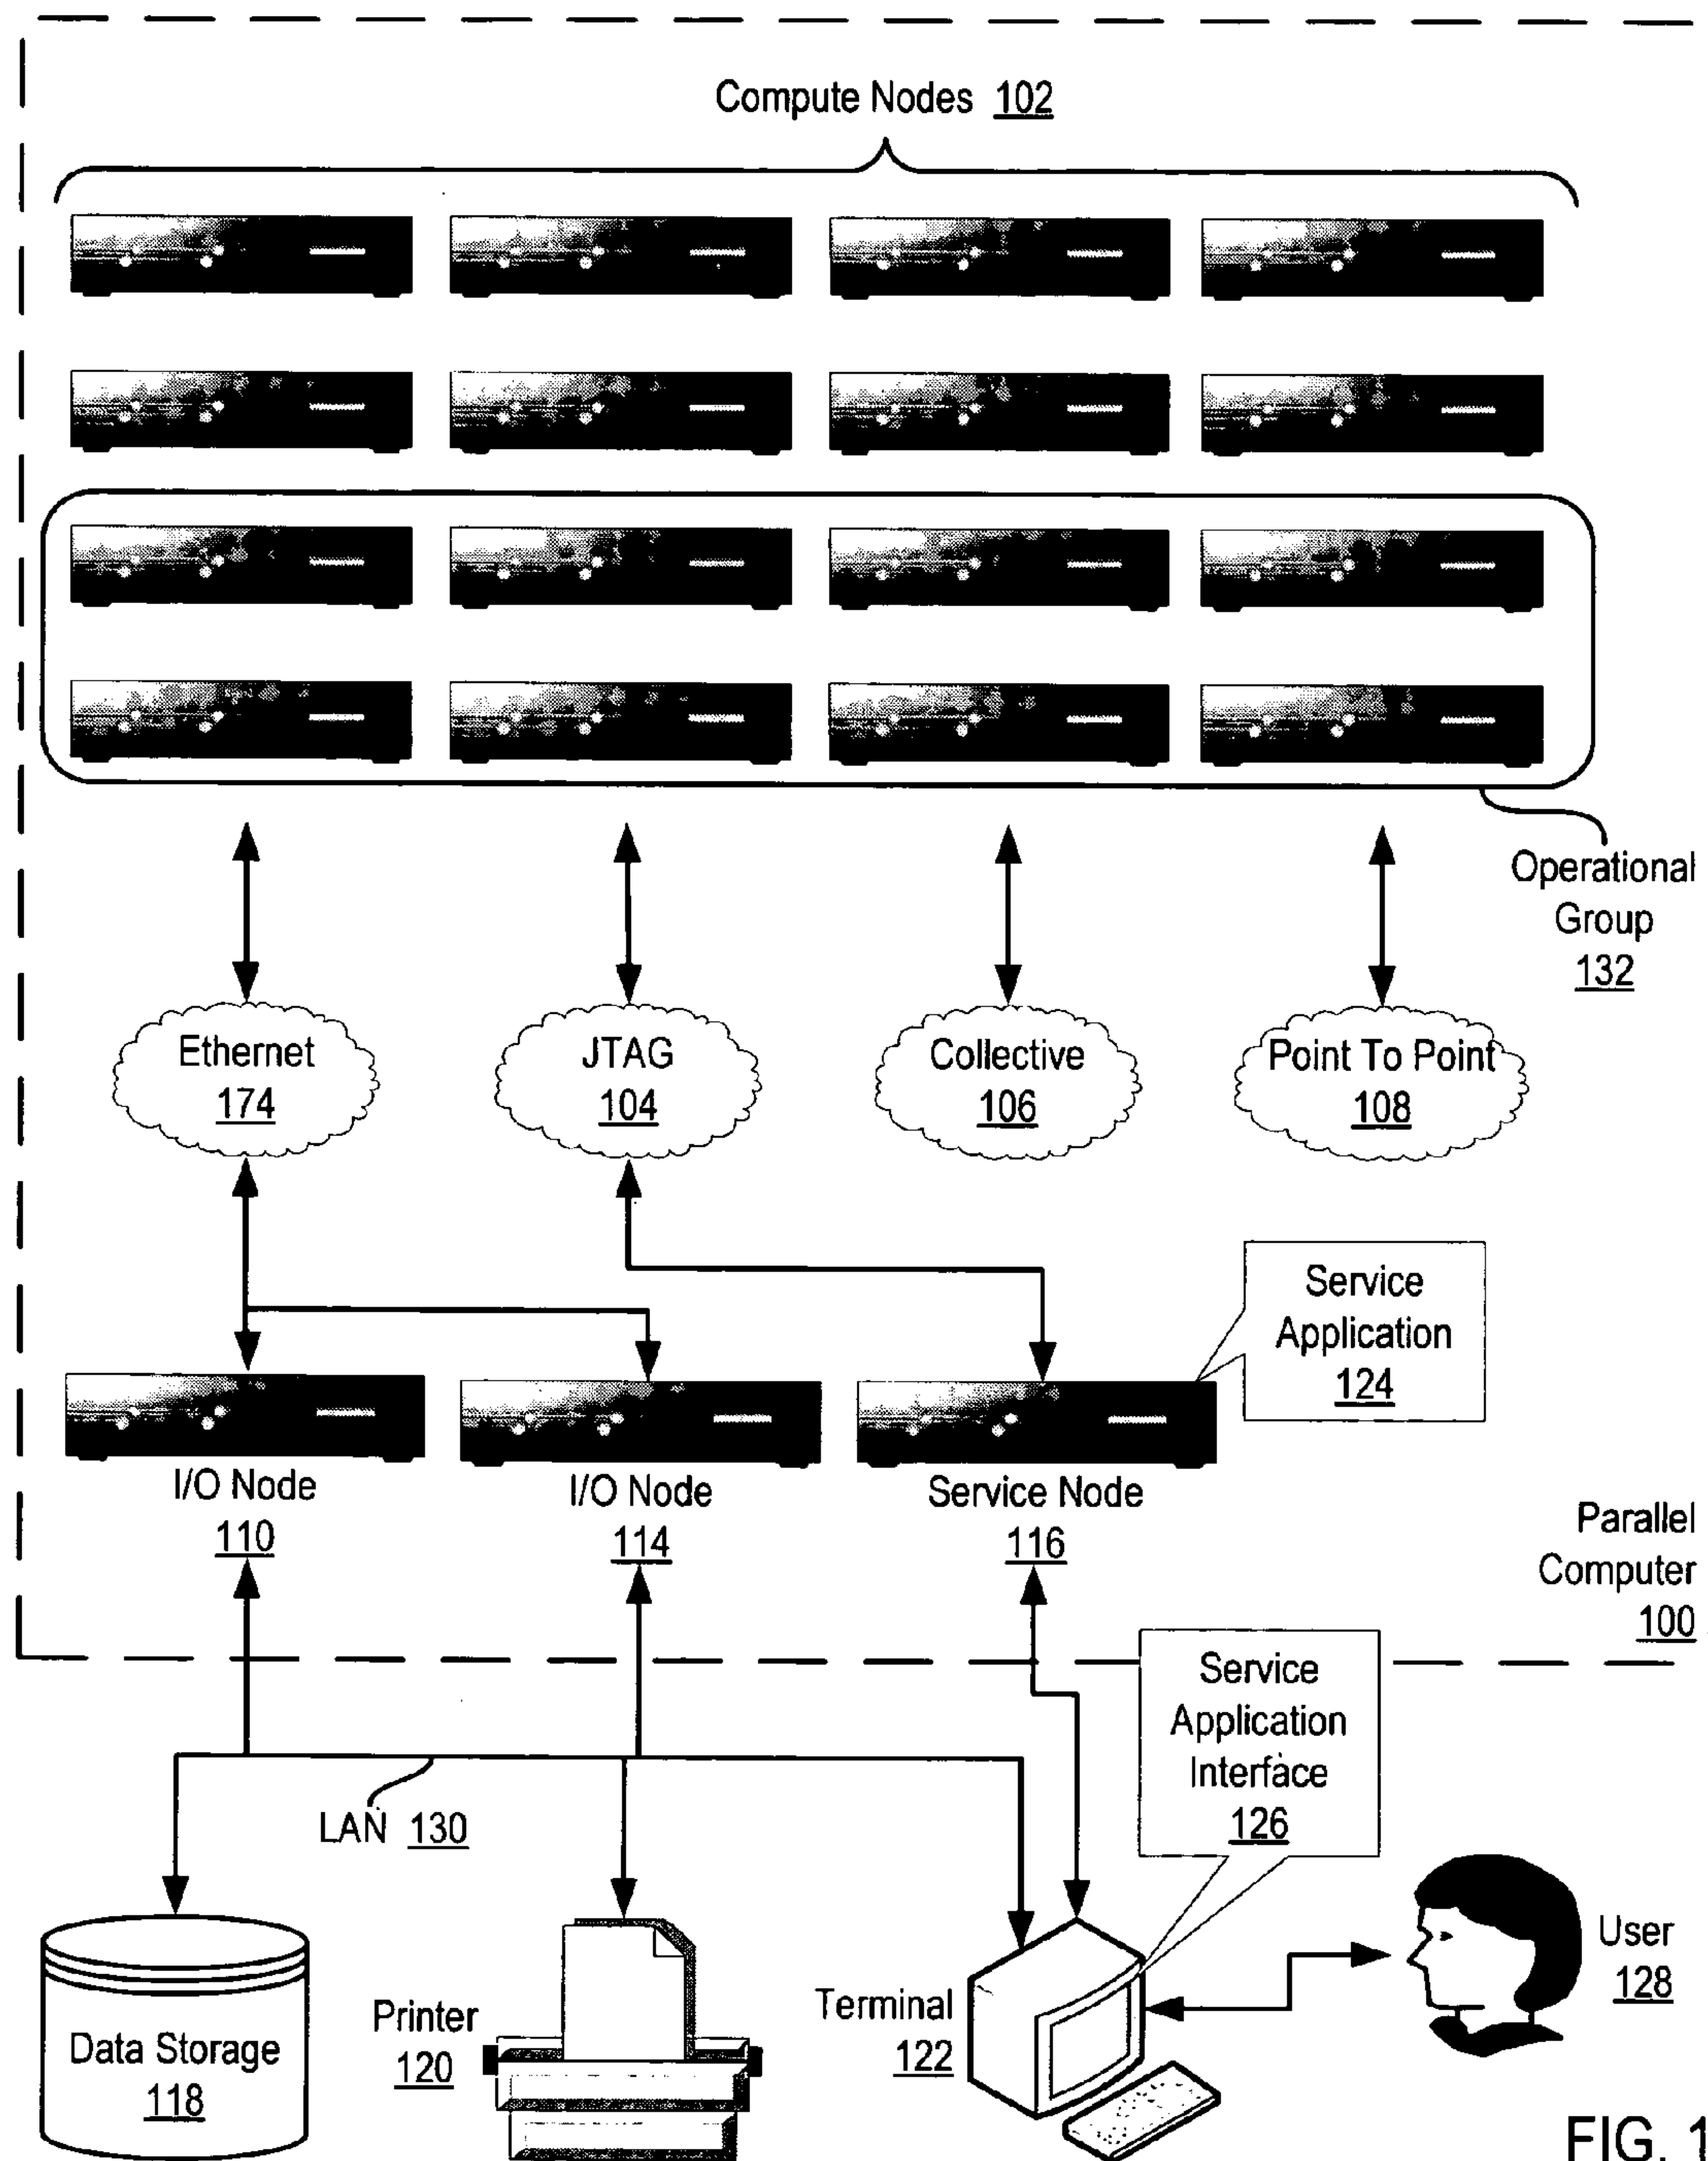 Compute Nodes 102
Operational
Group
132
Ethernet
174
JTAG
104
Collective
106
Point To Point
108
Service
Application
124
I/O Node
110
I/O Node
114
Service Node
116
Parallel
Computer
100
Service
Application
Interface
126
LAN 130
Data Storage
118
Printer
120
Terminal
122
User
128
FIG. 1